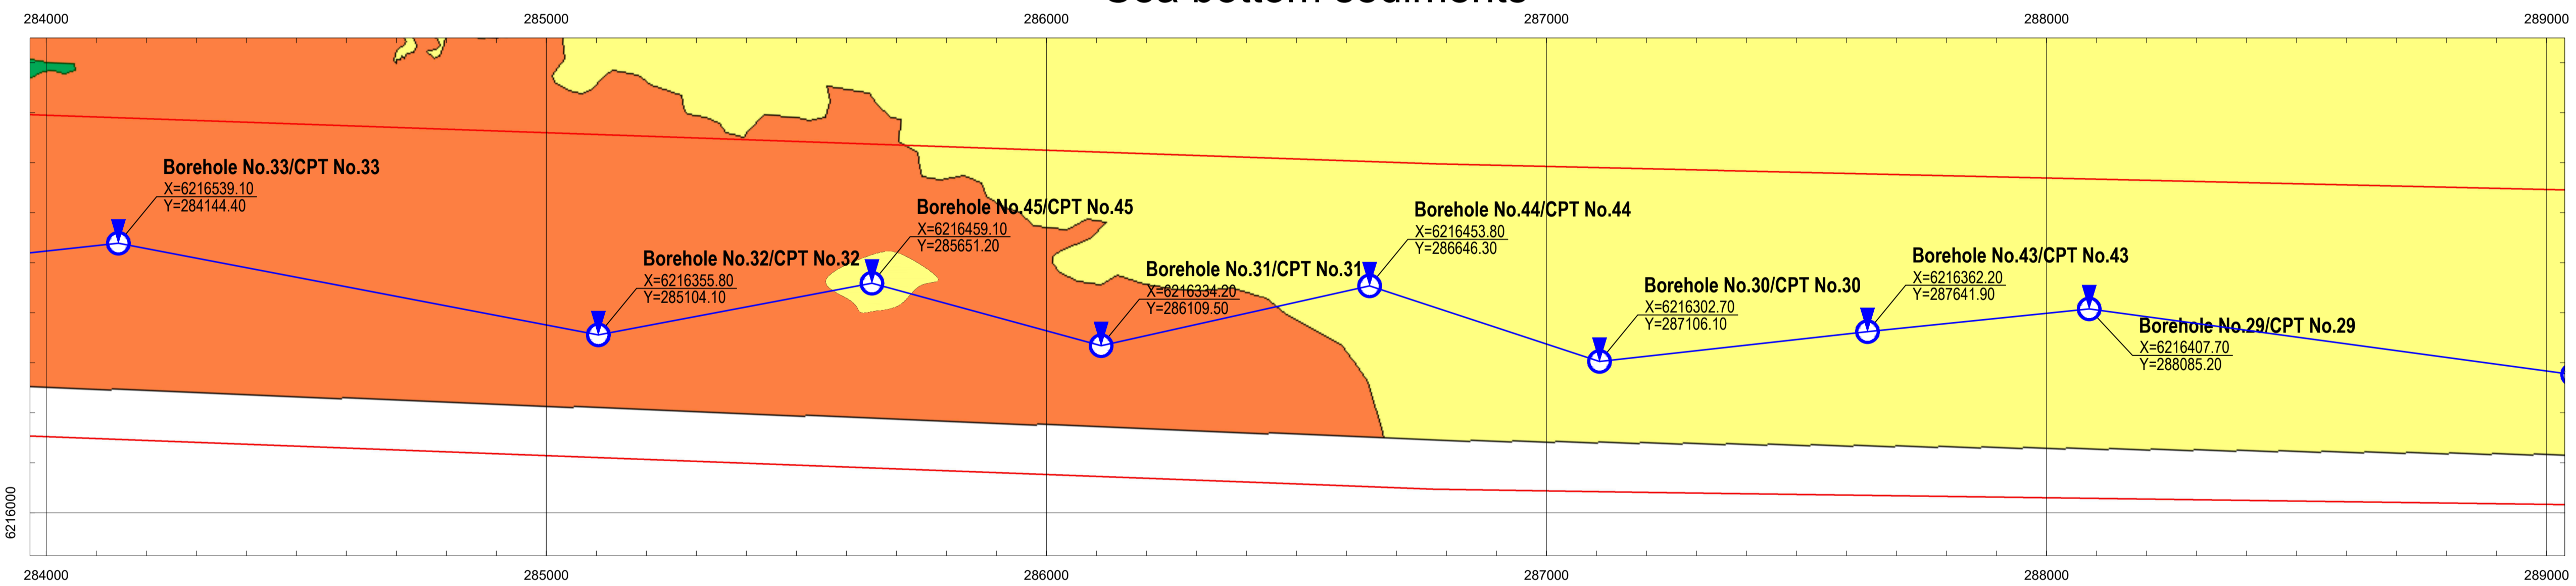 Sea bottom sediments
284000 285000 286000 287000 288000 289000
Borehole No.33/CPT No.33
X=6216539.10
Y=284144.40
Borehole No.32/CPT No.32
X=6216355.80
Y=285104.10
Borehole No.45/CPT No.45
X=6216459.10
Y=285651.20
Borehole No.31/CPT No.31
X=6216334.20
Y=286109.50
Borehole No.44/CPT No.44
X=6216453.80
Y=286646.30
Borehole No.30/CPT No.30
X=6216302.70
Y=287106.10
Borehole No.43/CPT No.43
X=6216362.20
Y=287641.90
Borehole No.29/CPT No.29
X=6216407.70
Y=288085.20
6216000
284000 285000 286000 287000 288000 289000